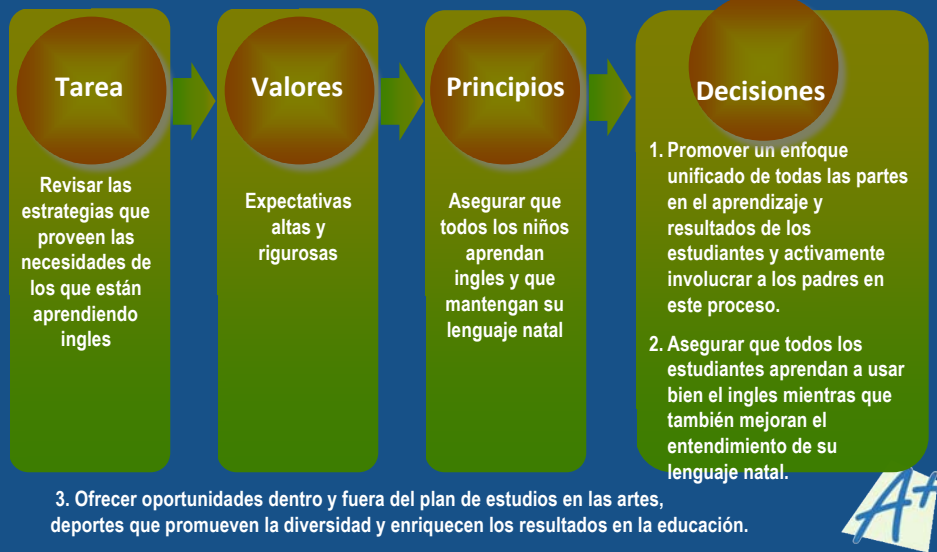 Tarea
Revisar las
estrategias que
proveen las
necesidades de
los que están
aprendiendo
ingles
Valores
Expectativas
altas y
rigurosas
Principios
Asegurar que
todos los niños
aprendan
ingles y que
mantengan su
lenguaje natal
Decisiones
1. Promover un enfoque
unificado de todas las partes
en el aprendizaje y
resultados de los
estudiantes y activamente
involucrar a los padres en
este proceso.
2. Asegurar que todos los
estudiantes aprendan a usar
bien el ingles mientras que
también mejoran el
entendimiento de su
lenguaje natal.
3. Ofrecer oportunidades dentro y fuera del plan de estudios en las artes,
deportes que promueven la diversidad y enriquecen los resultados en la educación.
A+